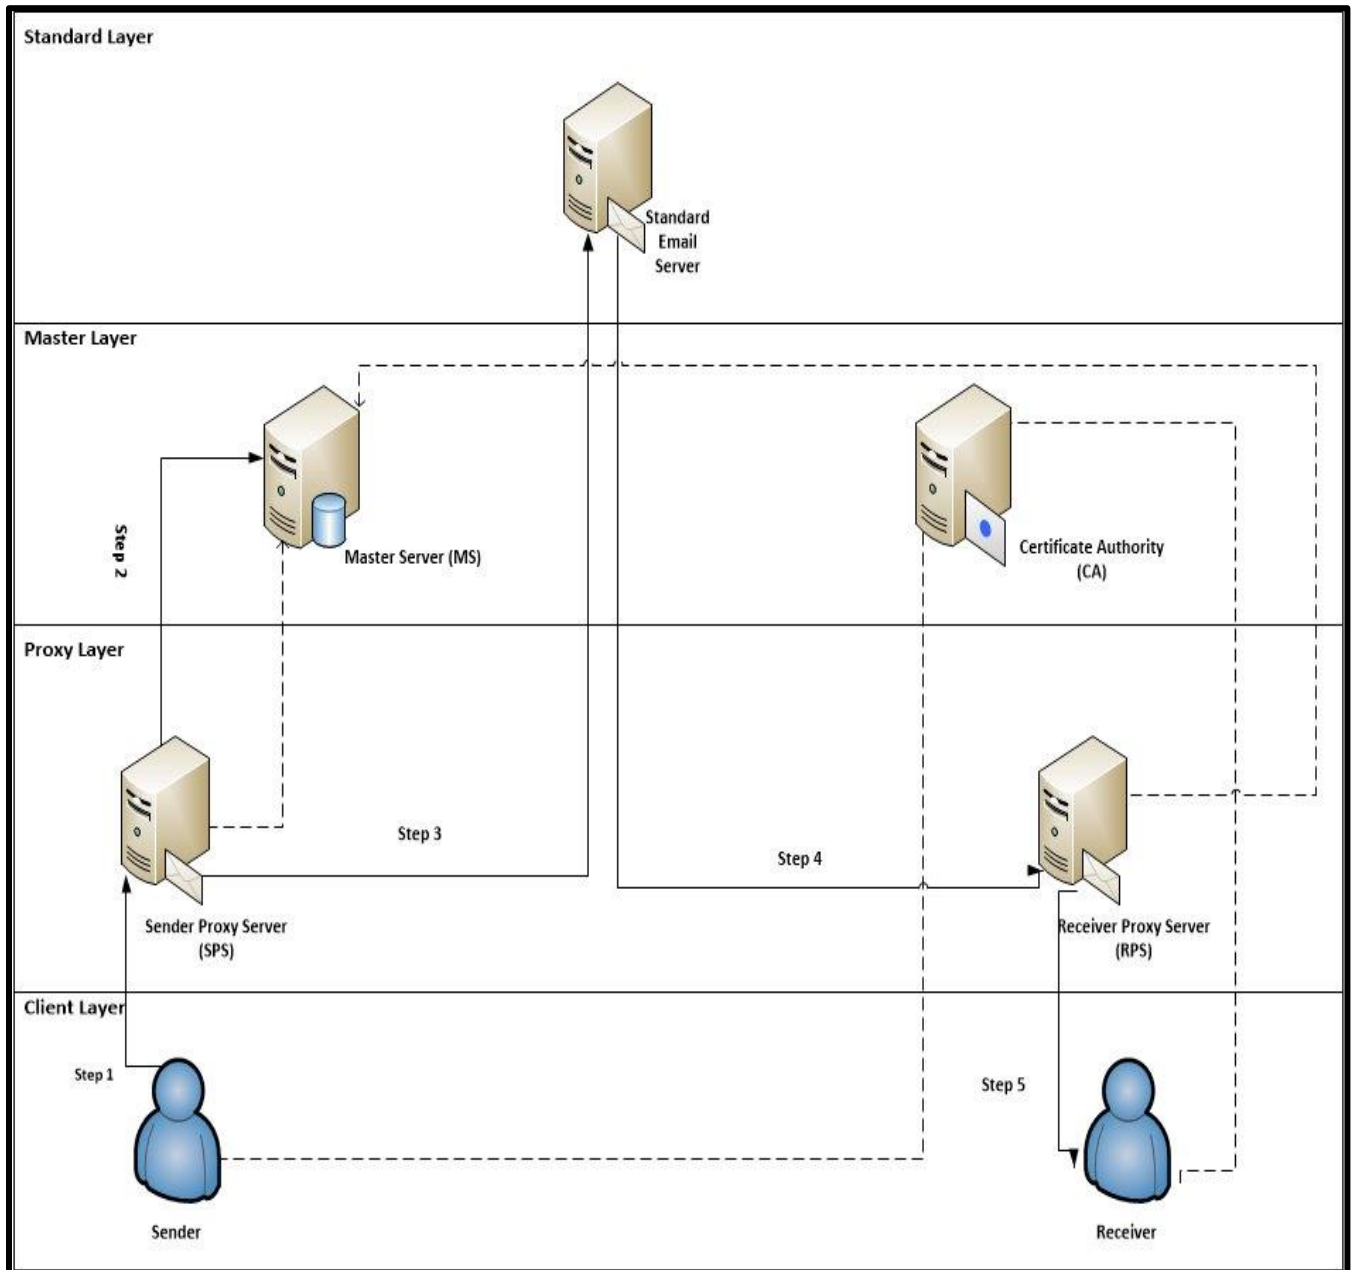 Standard Layer
Standard
Email
Server
Master Layer
Step 2
Master Server (MS)
Certificate Authority
(CA)
Proxy Layer
Step 3
Step 4
Sender Proxy Server
(SPS)
Receiver Proxy Server
(RPS)
Client Layer
Step 1
Step 5
Sender
Receiver